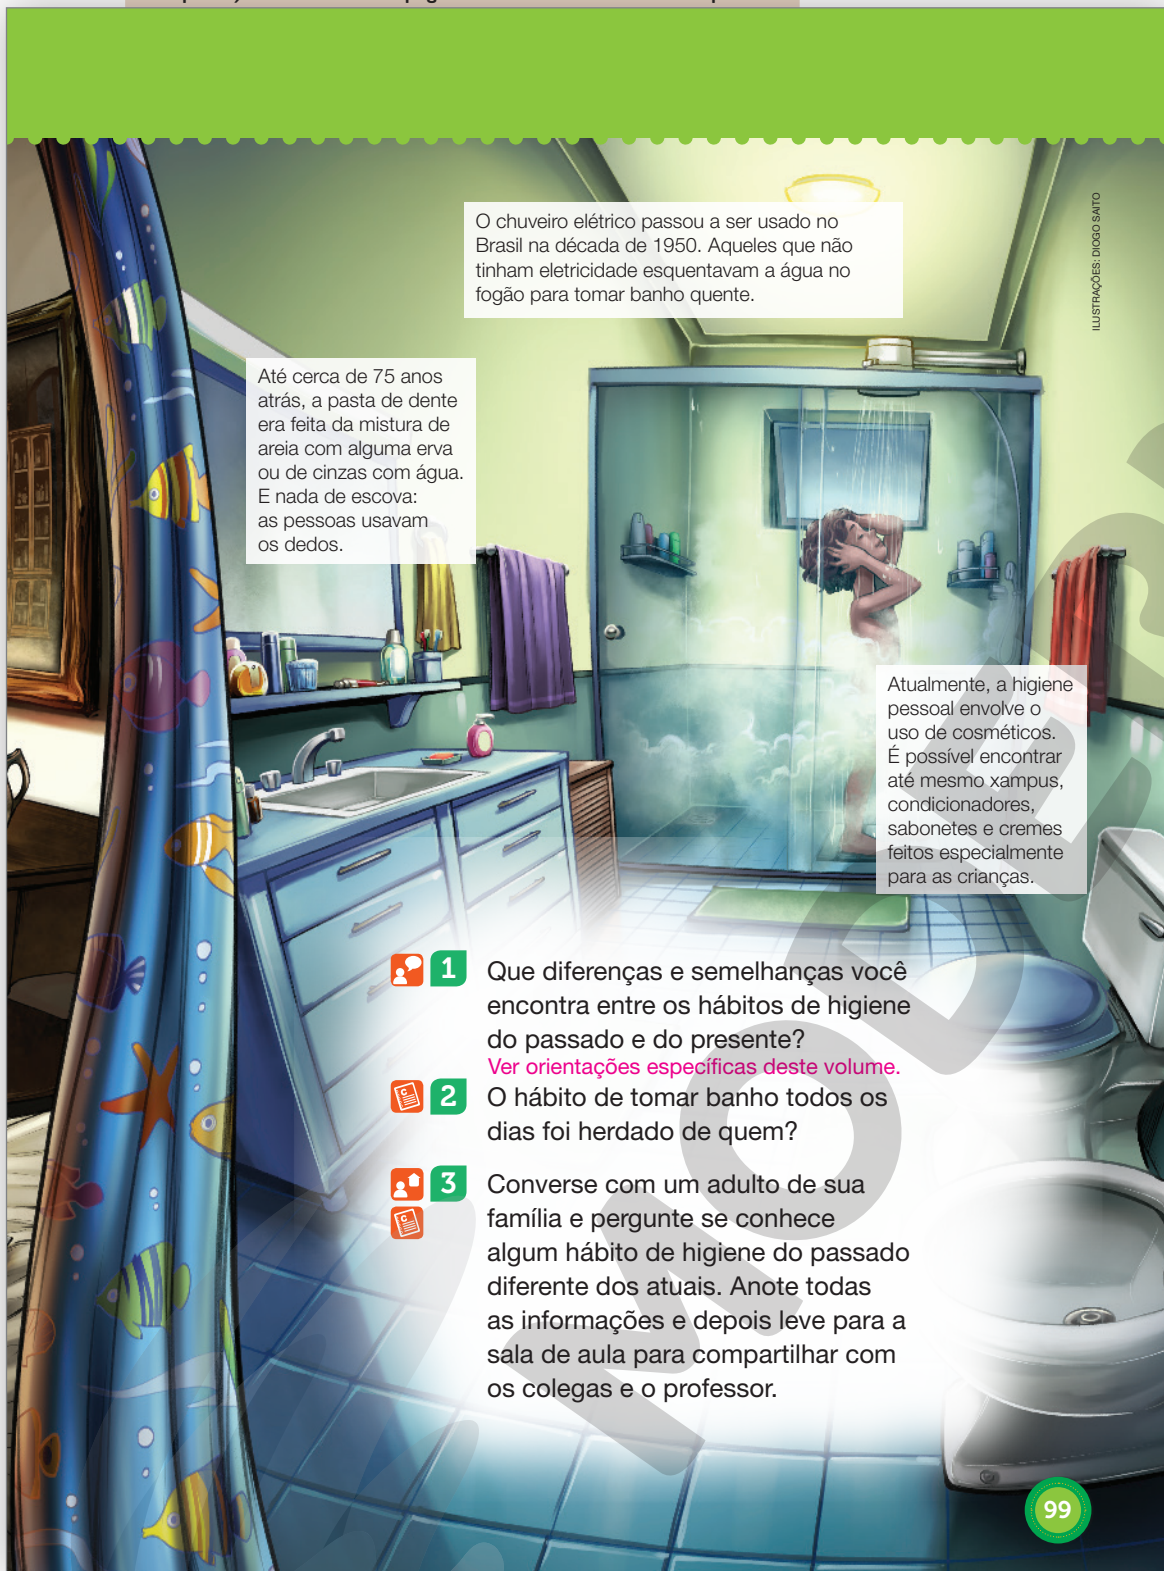 O chuveiro elétrico passou a ser usado no
Brasil na década de 1950. Aqueles que não
tinham eletricidade esquentavam a água no
fogão para tomar banho quente.
ILUSTRAÇÕES: DIOGO SAITO
Até cerca de 75 anos
atrás, a pasta de dente
era feita da mistura de
areia com alguma erva
ou de cinzas com água.
E nada de escova:
as pessoas usavam
os dedos.
Atualmente, a higiene
pessoal envolve o
uso de cosméticos.
É possível encontrar
até mesmo xampus,
condicionadores,
sabonetes e cremes
feitos especialmente
para as crianças.
1 Que diferenças e semelhanças você
encontra entre os hábitos de higiene
do passado e do presente?
Ver orientações específicas deste volume.
2 O hábito de tomar banho todos os
dias foi herdado de quem?
3 Converse com um adulto de sua
família e pergunte se conhece
algum hábito de higiene do passado
diferente dos atuais. Anote todas
as informações e depois leve para a
sala de aula para compartilhar com
os colegas e o professor.
99